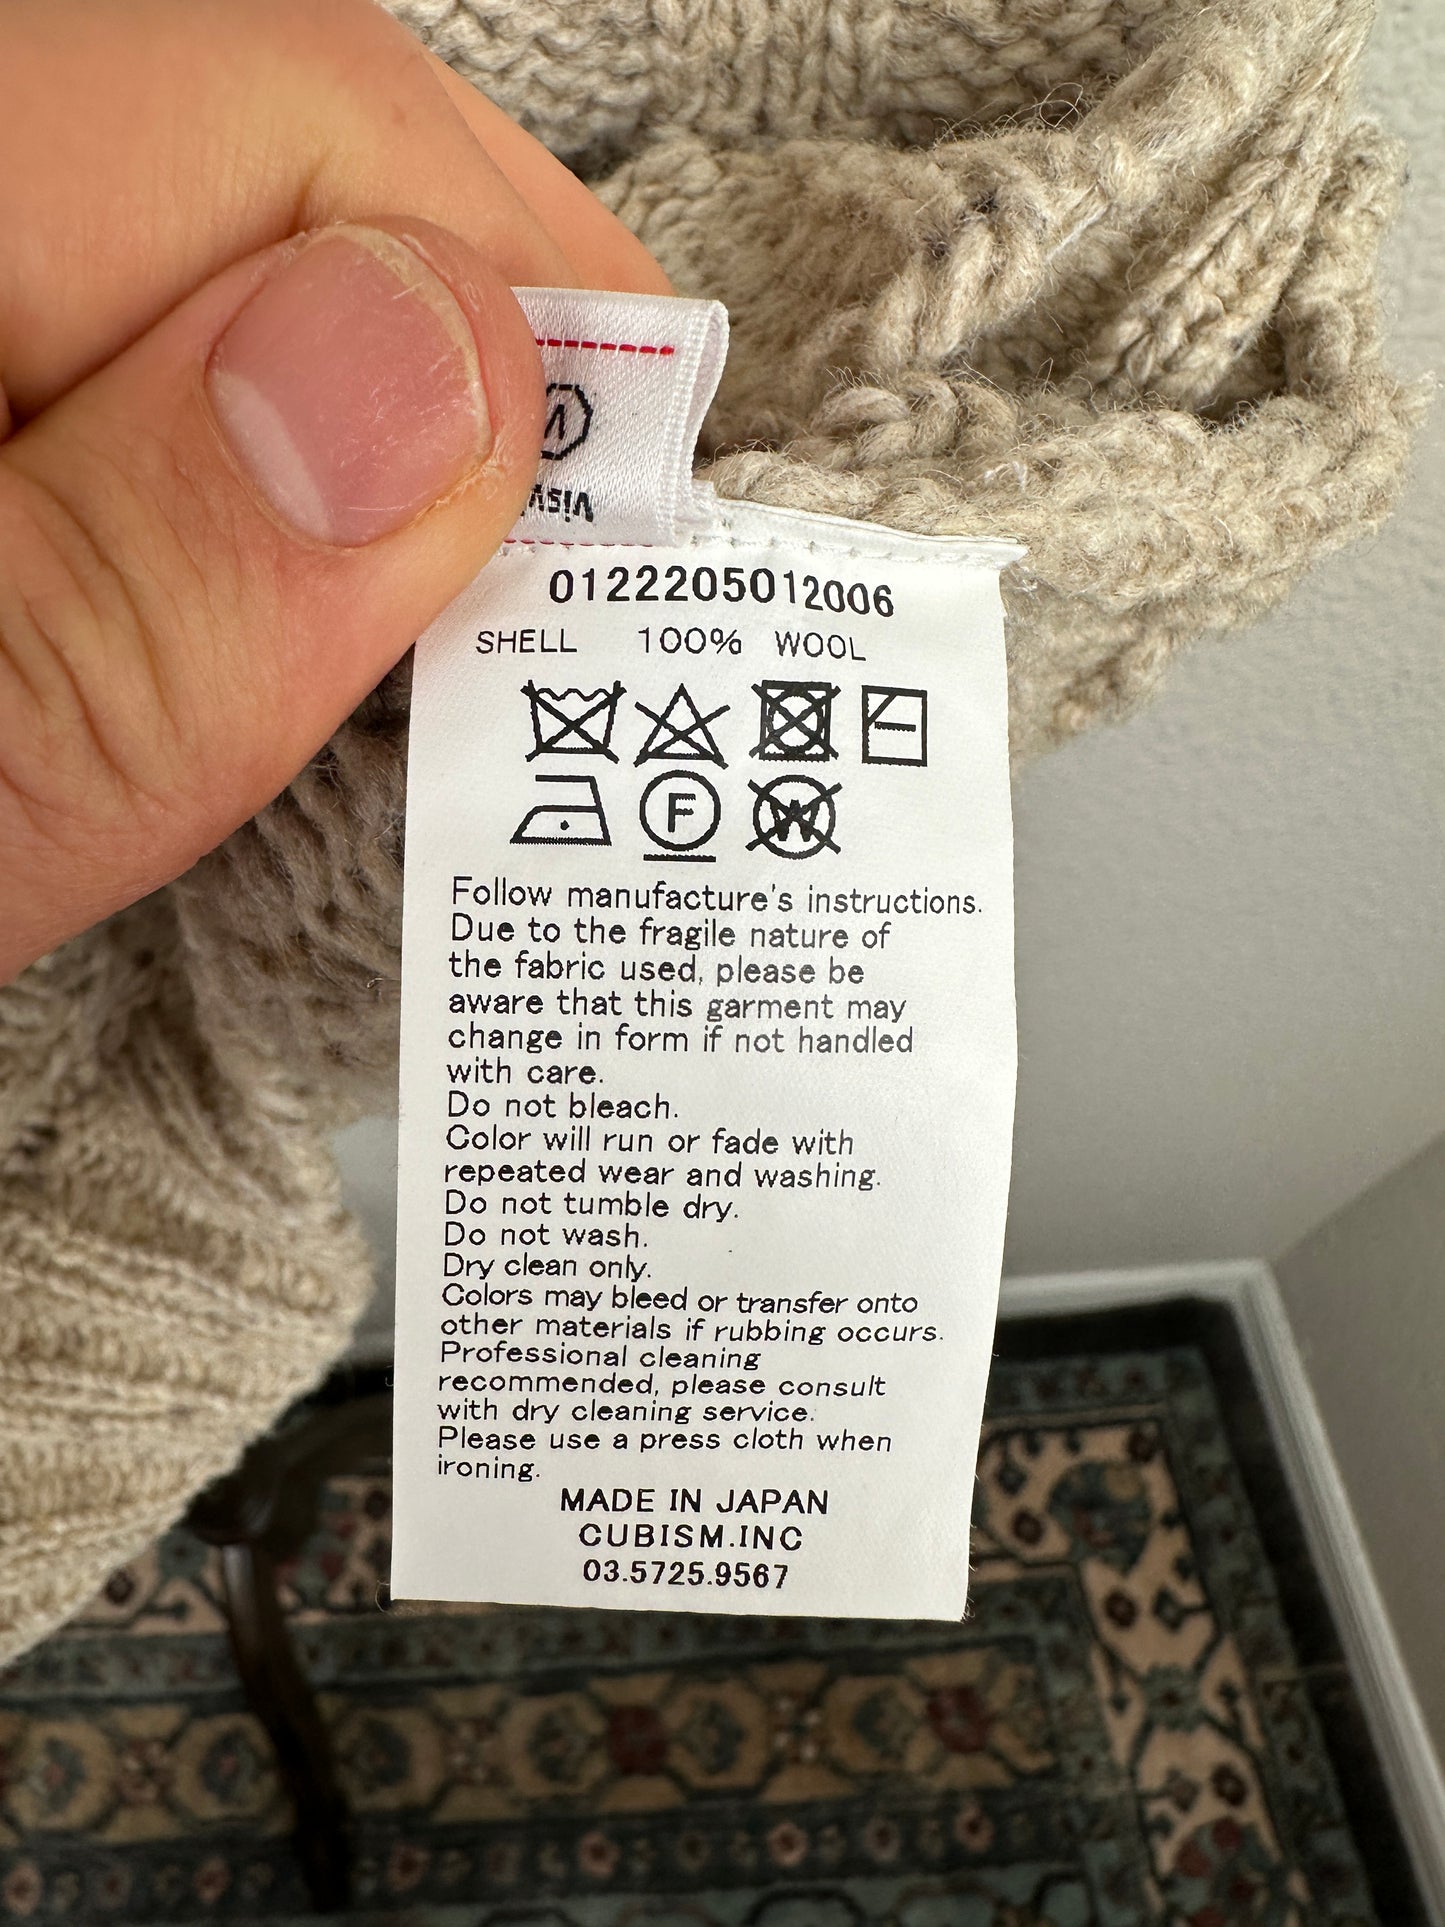 0122205012006
SHELL 100% WOOL
F
W
Follow manufacture's instructions.
Due to the fragile nature of
the fabric used, please be
aware that this garment may
change in form if not handled
with care.
Do not bleach.
Color will run or fade with
repeated wear and washing.
Do not tumble dry.
Do not wash.
Dry clean only.
Colors may bleed or transfer onto
other materials if rubbing occurs.
Professional cleaning
recommended, please consult
with dry cleaning service.
Please use a press cloth when
ironing.
MADE IN JAPAN
CUBISM.INC
03.5725.9567